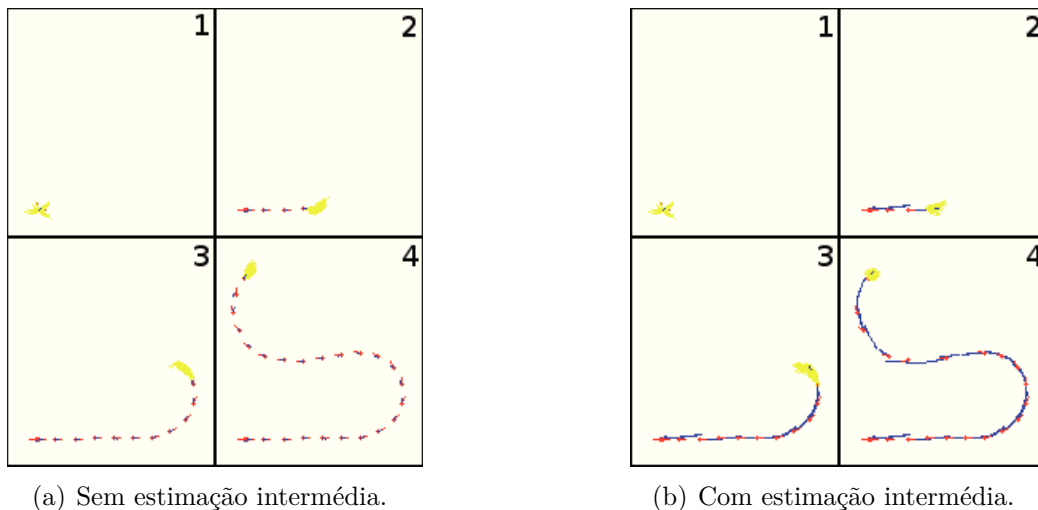 1 2 1 2
3 4 3 4
(a) Sem estimação intermédia. (b) Com estimação intermédia.